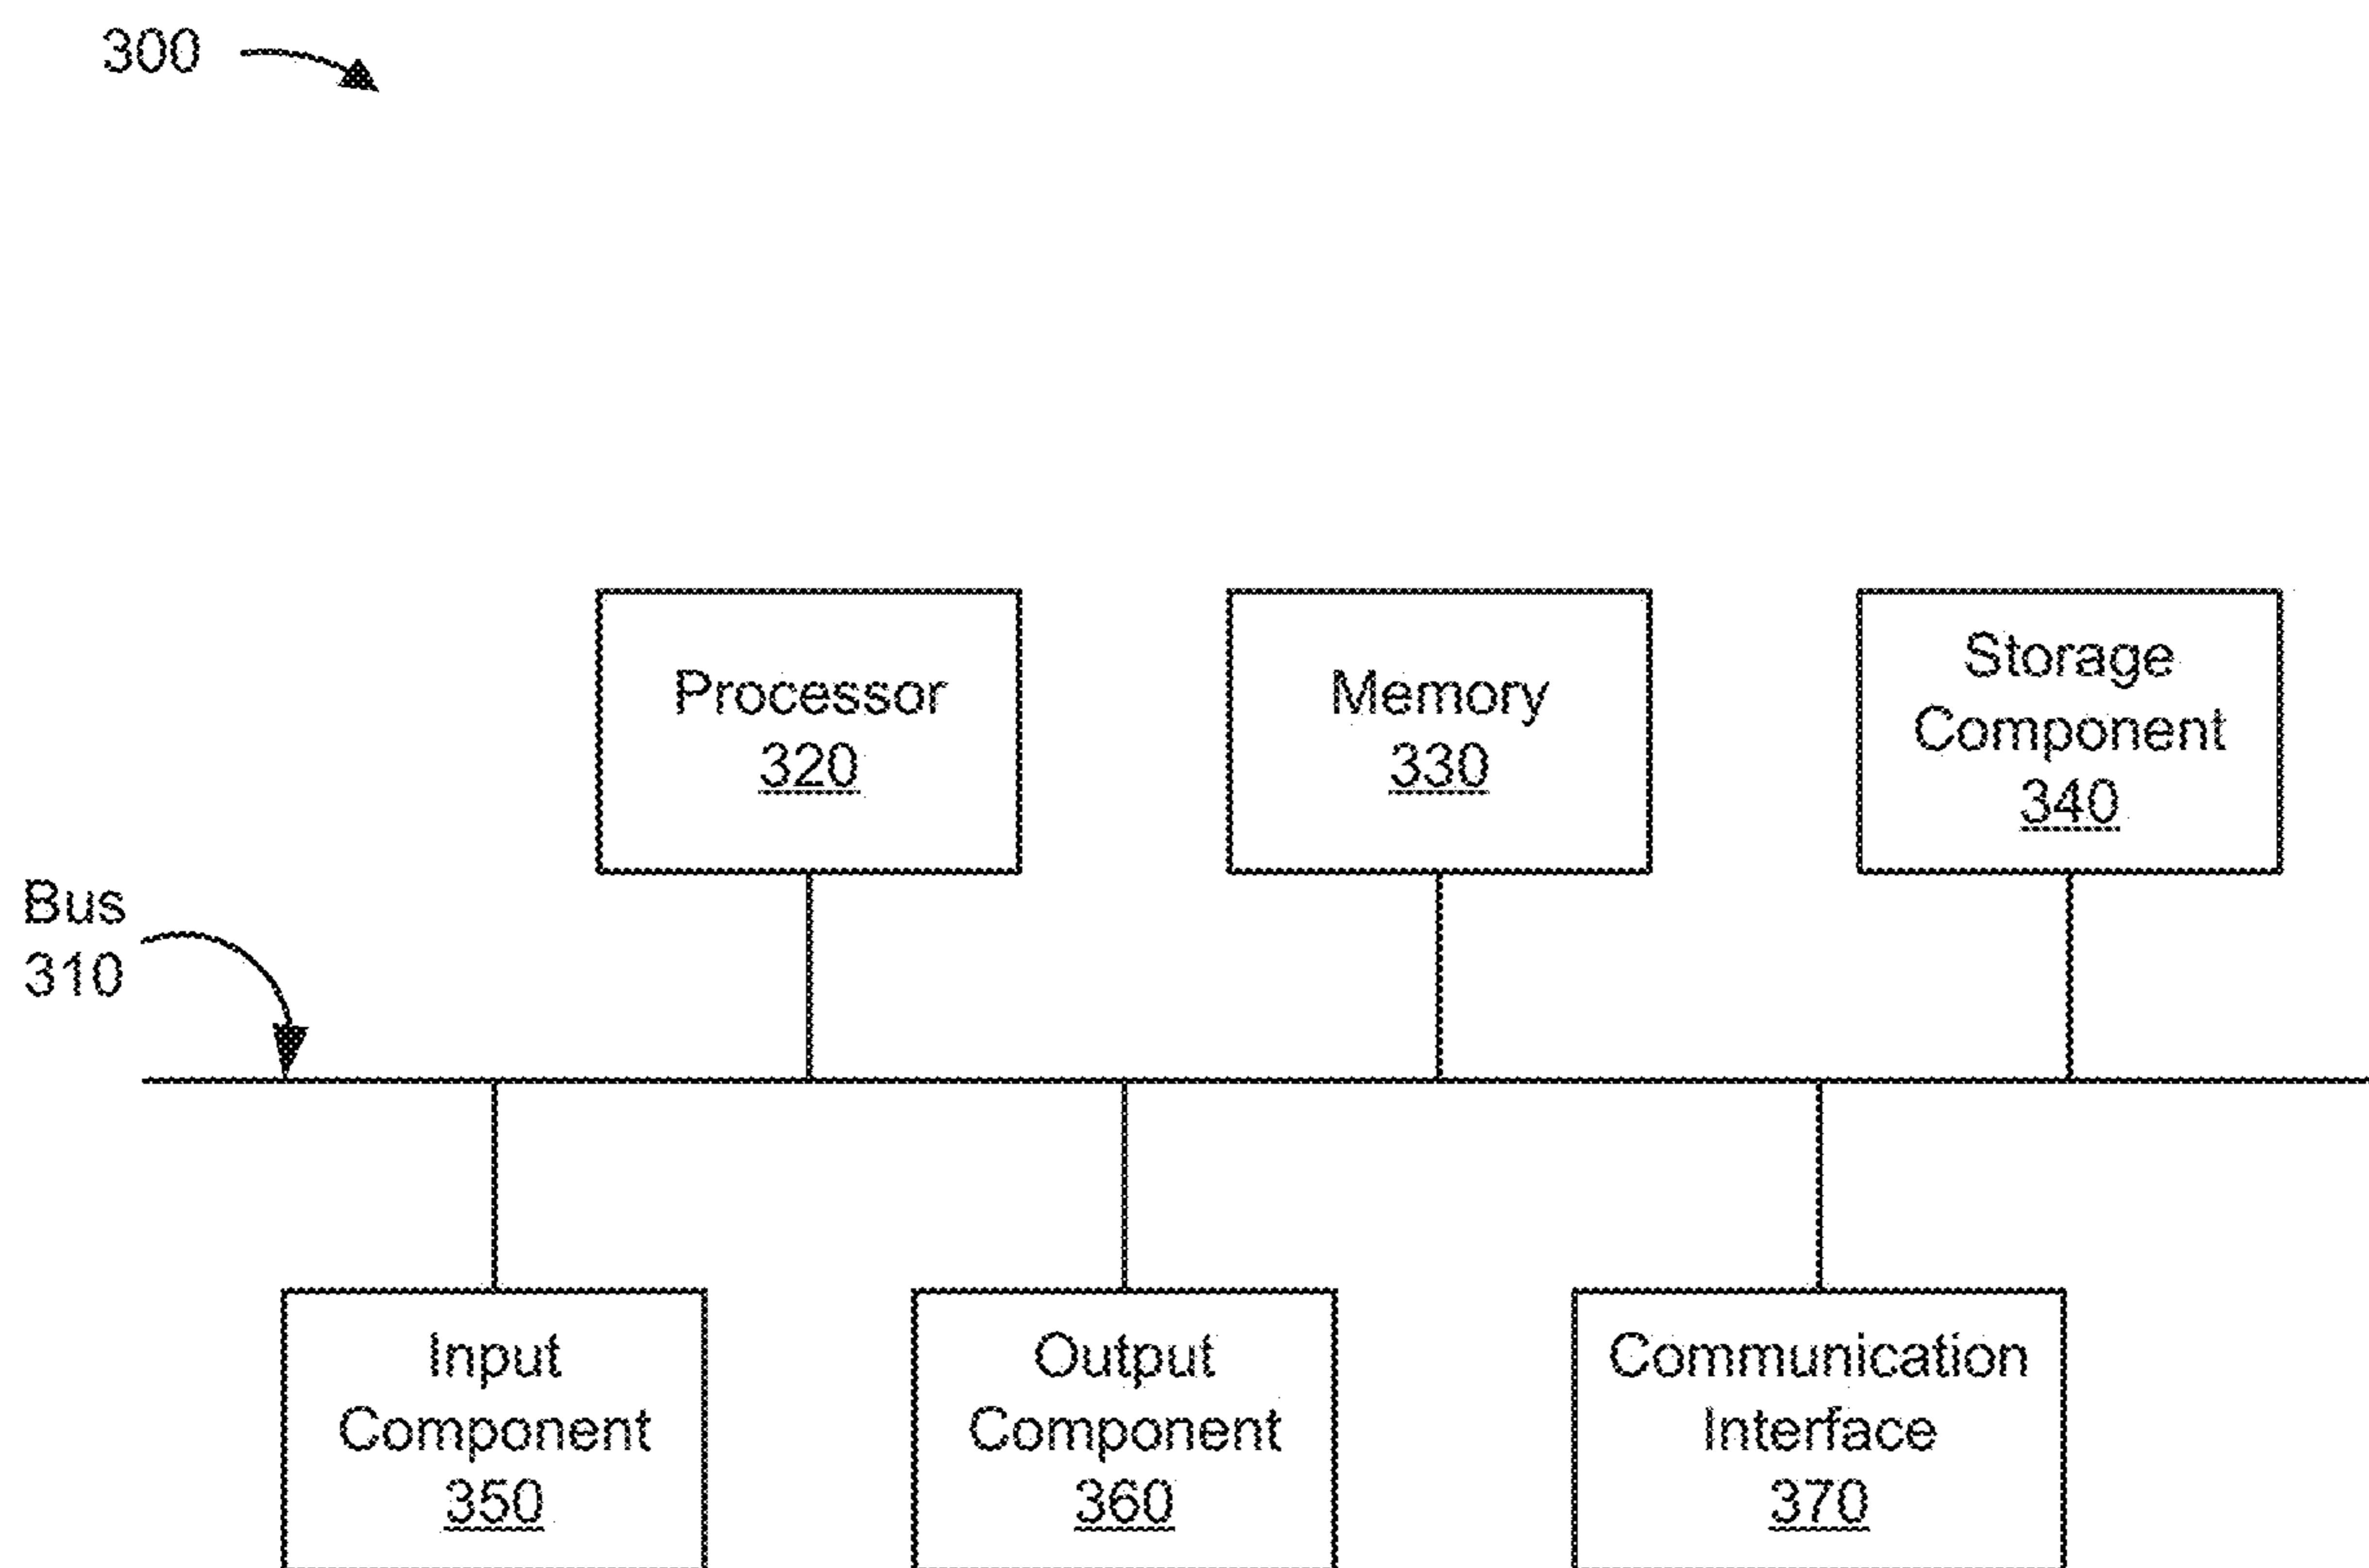 300
Processor
320
Memory
330
Storage
Component
340
Bus
310
Input
Component
350
Output
Component
360
Communication
Interface
370